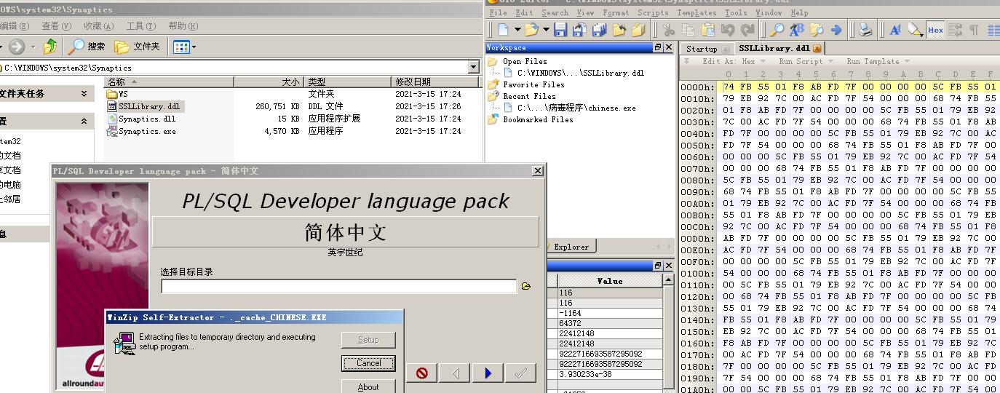 OWS\system32\Synaptics
编辑(E) 查看(V) 收藏(A) 工具(T) 帮助(H)
搜索 文件夹
C:\WINDOWS\system32\Synaptics
名称 大小 类型 修改日期
文件夹任务
WS 文件夹 2021-3-15 17:24
SSLLibrary.ddl 260,751 KB DDL 文件 2021-3-15 17:26
Synaptics.dll 15 KB 应用程序扩展 2021-3-15 17:24
Synaptics.exe 4,570 KB 应用程序 2021-3-15 17:24
置
tem32
的文档
享文档
的电脑
上邻居
息
PL/SQL Developer language pack - 简体中文
PL/SQL Developer language pack
简体中文
英宇世纪
选择目标目录
allroundau
WinZip Self-Extractor - ._cache_CHINESE.EXE
Extracting files to temporary directory and executing
setup program...
Setup
Cancel
About
File Edit Search View Format Scripts Templates Tools Window Help
Hex
Workspace
Open Files
C:\WINDOWS\...\SSLLibrary.ddl
Favorite Files
Recent Files
C:\...\病毒程序\chinese.exe
Bookmarked Files
Explorer
Value
116
116
-1164
64372
22412148
22412148
9222716693587295092
9222716693587295092
3.930233e-38
Startup SSLLibrary.ddl
Edit As: Hex Run Script Run Template
0 1 2 3 4 5 6 7 8 9 A B C D E F
0000h: 74 FB 55 01 F8 AB FD 7F 00 00 00 00 5C FB 55 01
0010h: 79 EB 92 7C 00 AC FD 7F 54 00 00 00 68 74 FB 55
0020h: 01 F8 AB FD 7F 00 00 00 00 5C FB 55 01 79 EB 92
0030h: 7C 00 AC FD 7F 54 00 00 00 68 74 FB 55 01 F8 AB
0040h: FD 7F 00 00 00 00 5C FB 55 01 79 EB 92 7C 00 AC
0050h: FD 7F 54 00 00 00 68 74 FB 55 01 F8 AB FD 7F 00
0060h: 00 00 00 5C FB 55 01 79 EB 92 7C 00 AC FD 7F 54
0070h: 00 00 00 68 74 FB 55 01 F8 AB FD 7F 00 00 00 00
0080h: 5C FB 55 01 79 EB 92 7C 00 AC FD 7F 54 00 00 00
0090h: 68 74 FB 55 01 F8 AB FD 7F 00 00 00 00 5C FB 55
00A0h: 01 79 EB 92 7C 00 AC FD 7F 54 00 00 00 68 74 FB
00B0h: 55 01 F8 AB FD 7F 00 00 00 00 5C FB 55 01 79 EB
00C0h: 92 7C 00 AC FD 7F 54 00 00 00 68 74 FB 55 01 F8
00D0h: AB FD 7F 00 00 00 00 5C FB 55 01 79 EB 92 7C 00
00E0h: AC FD 7F 54 00 00 00 68 74 FB 55 01 F8 AB FD 7F
00F0h: 00 00 00 00 5C FB 55 01 79 EB 92 7C 00 AC FD 7F
0100h: 54 00 00 00 68 74 FB 55 01 F8 AB FD 7F 00 00 00
0110h: 00 5C FB 55 01 79 EB 92 7C 00 AC FD 7F 54 00 00
0120h: 00 68 74 FB 55 01 F8 AB FD 7F 00 00 00 00 5C FB
0130h: 55 01 79 EB 92 7C 00 AC FD 7F 54 00 00 00 68 74
0140h: FB 55 01 F8 AB FD 7F 00 00 00 00 5C FB 55 01 79
0150h: EB 92 7C 00 AC FD 7F 54 00 00 00 68 74 FB 55 01
0160h: F8 AB FD 7F 00 00 00 00 5C FB 55 01 79 EB 92 7C
0170h: 00 AC FD 7F 54 00 00 00 68 74 FB 55 01 F8 AB FD
0180h: 7F 00 00 00 00 5C FB 55 01 79 EB 92 7C 00 AC FD
0190h: 7F 54 00 00 00 68 74 FB 55 01 F8 AB FD 7F 00 00
01A0h: 00 00 5C FB 55 01 79 EB 92 7C 00 AC FD 7F 54 00